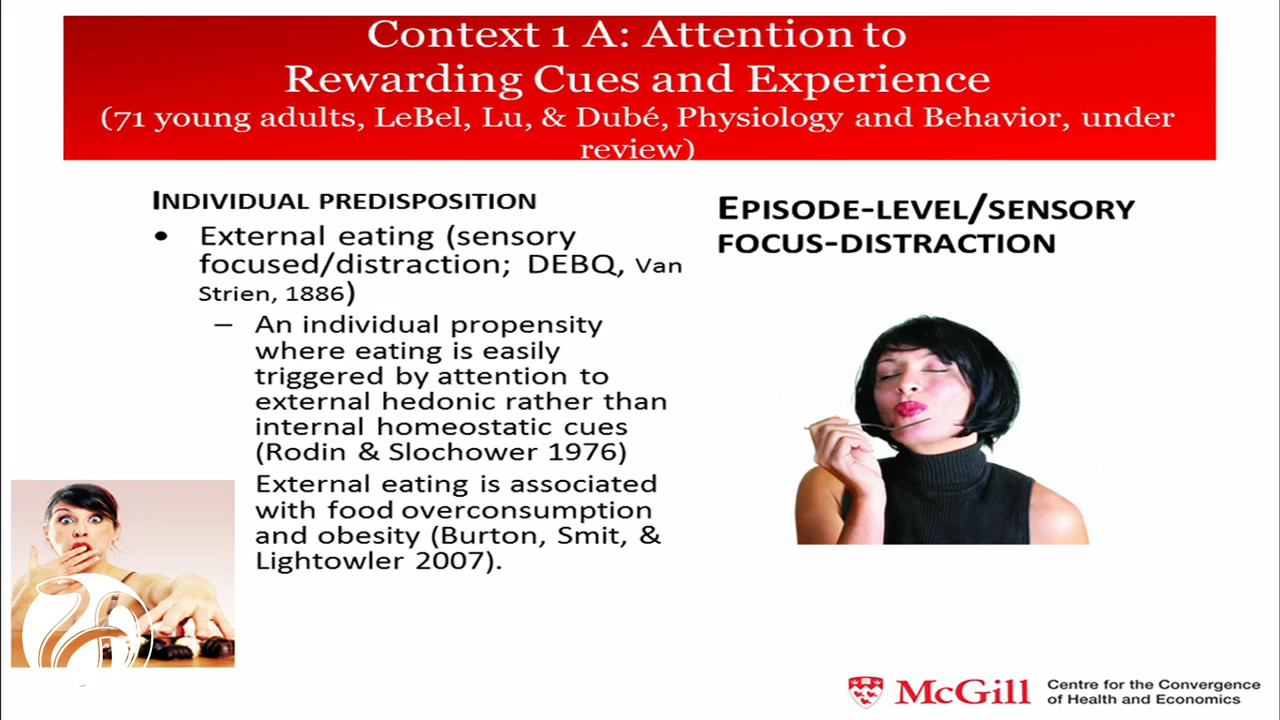 Context 1 A: Attention to
Rewarding Cues and Experience
(71 young adults, LeBel, Lu, & Dubé, Physiology and Behavior, under
review)
INDIVIDUAL PREDISPOSITION
• External eating (sensory
focused/distraction; DEBQ, Van
Strien, 1886)
– An individual propensity
where eating is easily
triggered by attention to
external hedonic rather than
internal homeostatic cues
(Rodin & Slochower 1976)
External eating is associated
with food overconsumption
and obesity (Burton, Smit, &
Lightowler 2007).
EPISODE-LEVEL/SENSORY
FOCUS-DISTRACTION
McGill
Centre for the Convergence
of Health and Economics